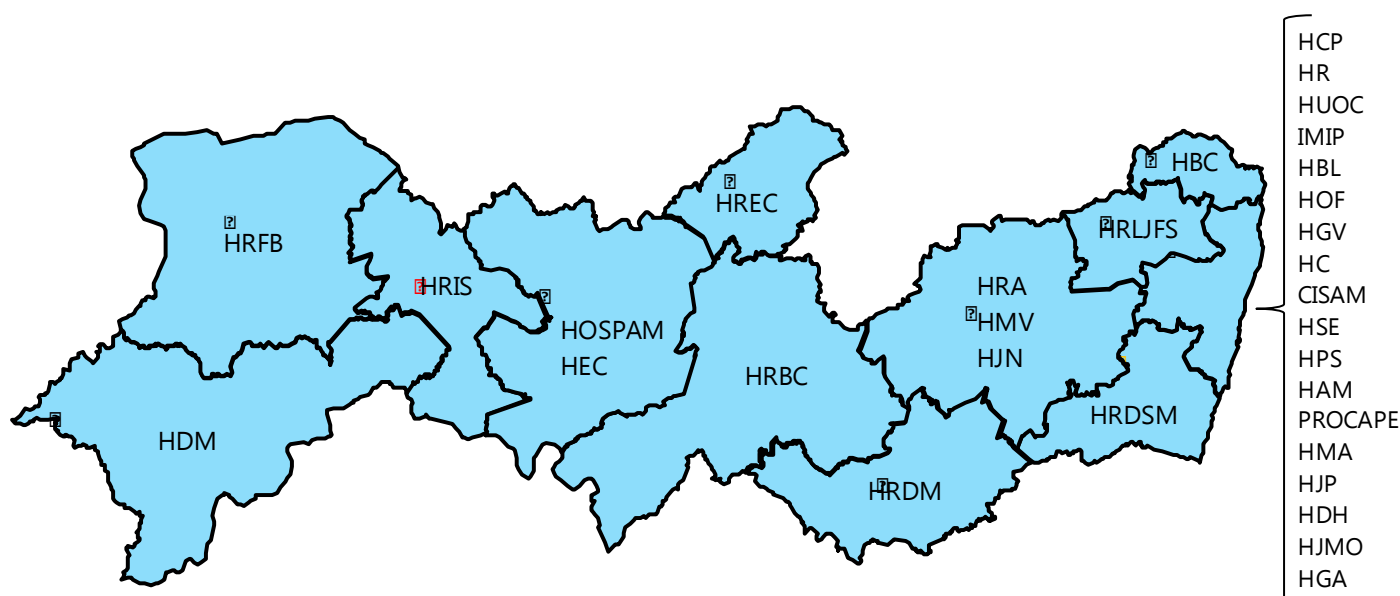 HCP
HR
HUOC
IMIP
HBL
HOF
HGV
HC
CISAM
HSE
HPS
HAM
PROCAPE
HMA
HJP
HDH
HJMO
HGA
HBC
HREC
HRLJFS
HRFB
HRIS
HRA
HMV
HJN
HOSPAM
HEC
HRBC
HRDSM
HDM
HRDM